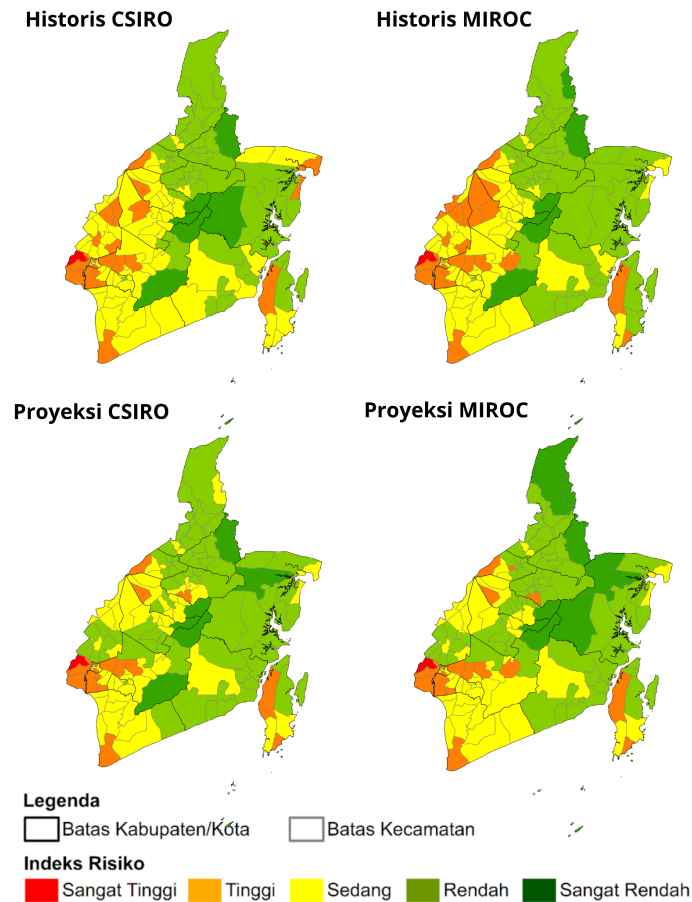 Historis CSIRO
Historis MIROC
Proyeksi CSIRO
Proyeksi MIROC
Legenda
Batas Kabupaten/Kota
Batas Kecamatan
Indeks Risiko
Sangat Tinggi
Tinggi
Sedang
Rendah
Sangat Rendah